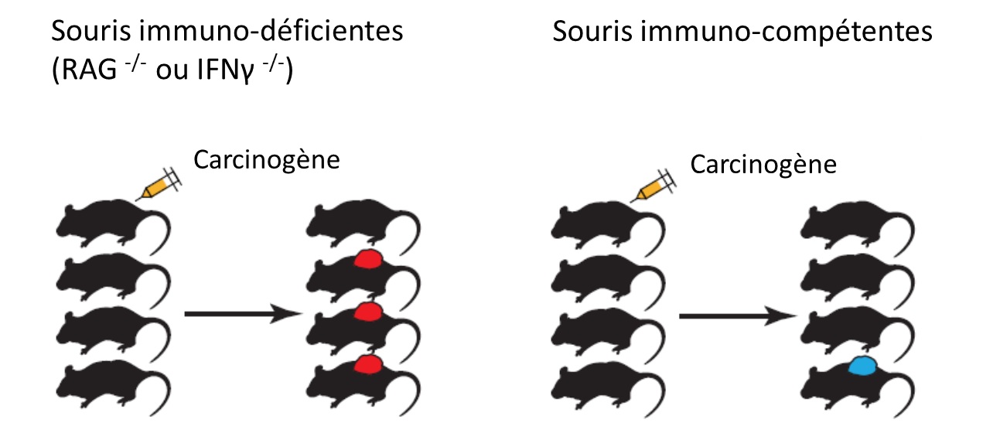 Souris immuno-déficientes
(RAG -/- ou IFNγ -/-)
Souris immuno-compétentes
Carcinogène
Carcinogène